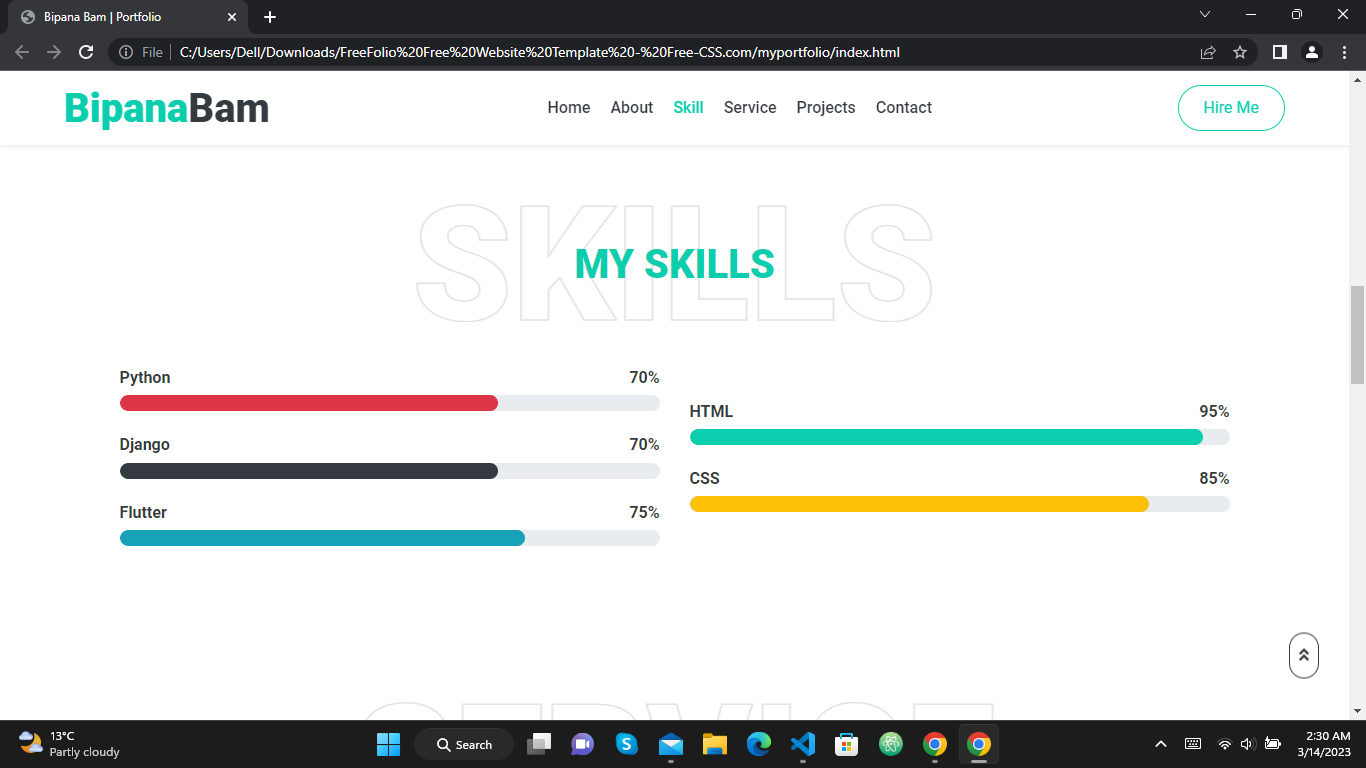 Bipana Bam | Portfolio
File
C:/Users/Dell/Downloads/FreeFolio%20Free%20Website%20Template%20-%20Free-CSS.com/myportfolio/index.html
BipanaBam
Home About Skill Service Projects Contact
Hire Me
SKILLS
MY SKILLS
Python 70%
Django 70%
Flutter 75%
HTML 95%
CSS 85%
SERVICE
13°C
Partly cloudy
Search
2:30 AM
3/14/2023